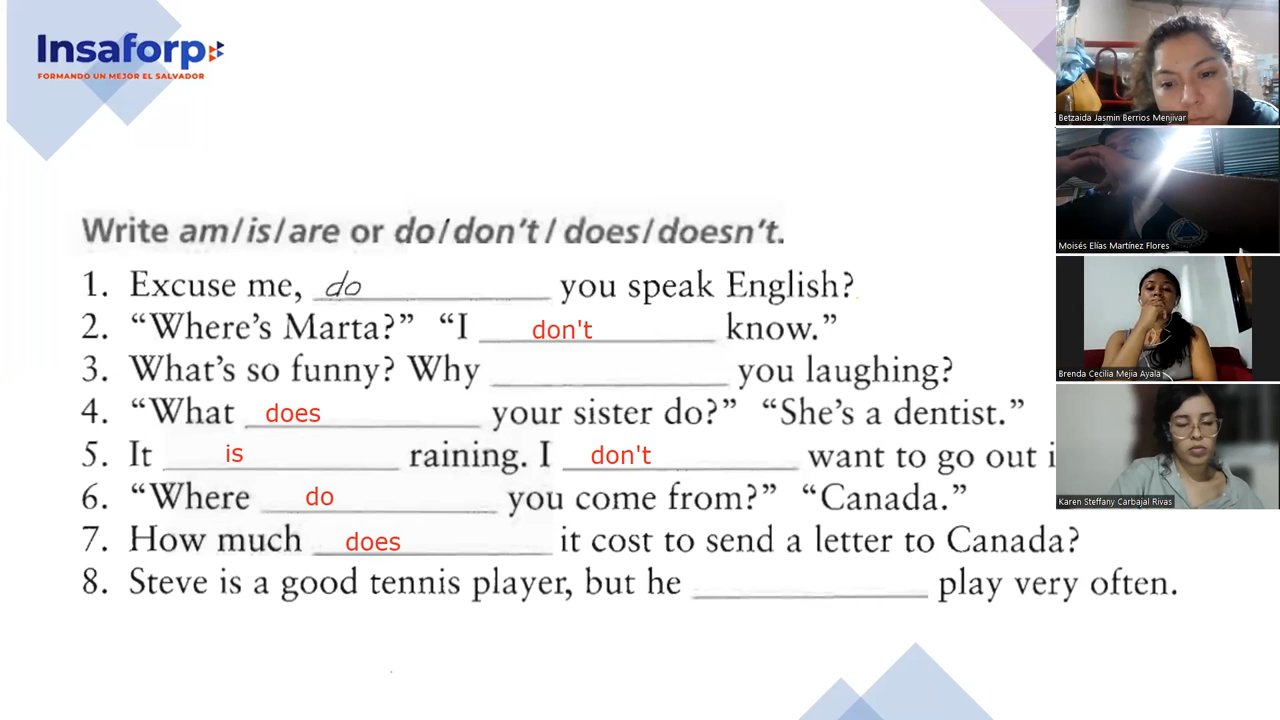 Insaforp
FORMANDO UN MEJOR EL SALVADOR
Write am/is/are or do/don't/does/doesn't.
1. Excuse me, do you speak English?
2. “Where's Marta?” “I don't know.”
3. What's so funny? Why ____________ you laughing?
4. “What does your sister do?” “She's a dentist.”
5. It is raining. I don't want to go out i
6. “Where do you come from?” “Canada.”
7. How much does it cost to send a letter to Canada?
8. Steve is a good tennis player, but he ____________ play very often.
Betzaida Jasmin Berrios Menjivar
Moisés Elías Martínez Flores
Brenda Cecilia Mejia Ayala
Karen Steffany Carbajal Rivas